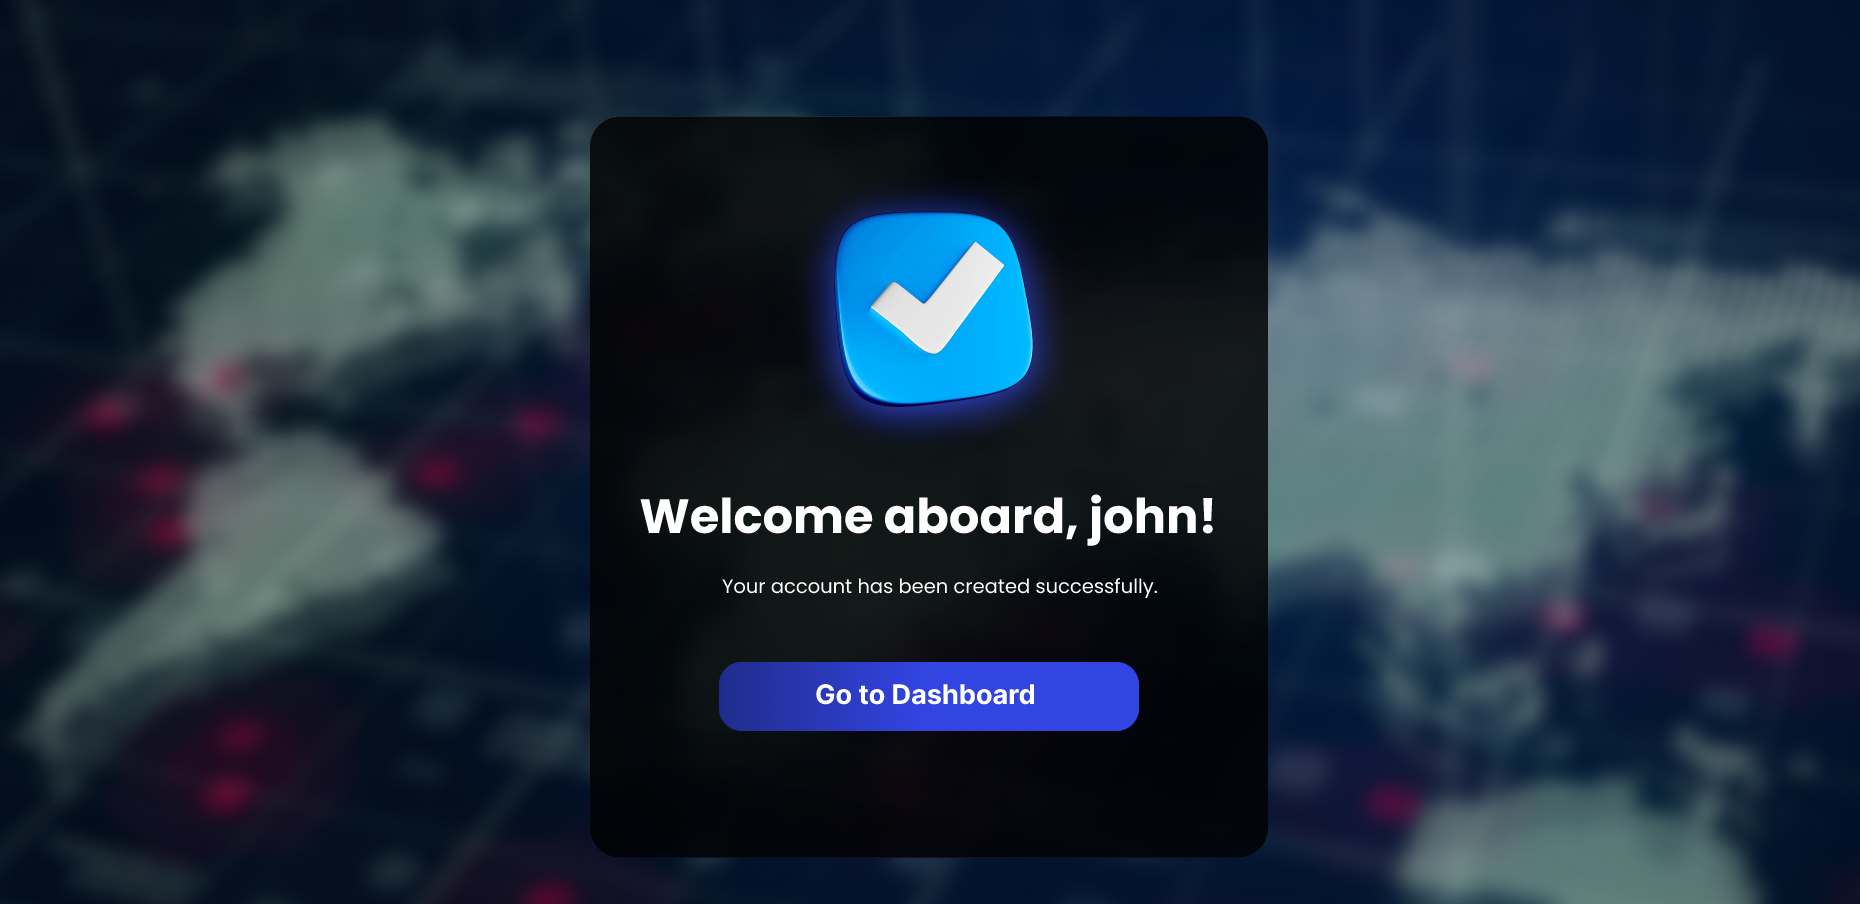 Welcome aboard, john!
Your account has been created successfully.
Go to Dashboard